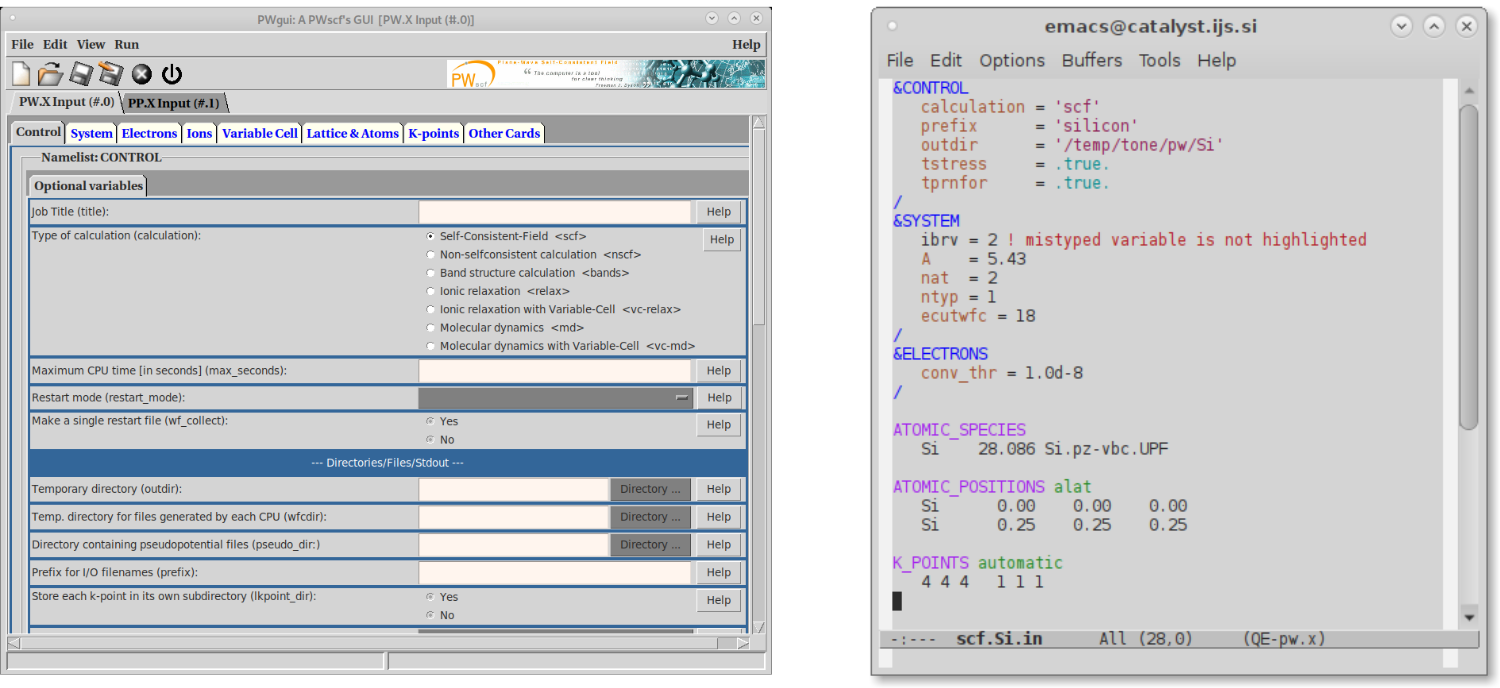 PWgui: A PWscf's GUI [PW.X Input (#.0)]
File Edit View Run Help
PWscf
Plane-Wave Self-Consistent Field
“ The computer is a tool
for clear thinking
Freeman J. Dyson
PW.X Input (#.0) PP.X Input (#.1)
Control System Electrons Ions Variable Cell Lattice & Atoms K-points Other Cards
Namelist: CONTROL
Optional variables
Job Title (title): Help
Type of calculation (calculation): Self-Consistent-Field <scf> Help
Non-selfconsistent calculation <nscf>
Band structure calculation <bands>
Ionic relaxation <relax>
Ionic relaxation with Variable-Cell <vc-relax>
Molecular dynamics <md>
Molecular dynamics with Variable-Cell <vc-md>
Maximum CPU time [in seconds] (max_seconds): Help
Restart mode (restart_mode): Help
Make a single restart file (wf_collect): Yes Help
No
--- Directories/Files/Stdout ---
Temporary directory (outdir): Directory ... Help
Temp. directory for files generated by each CPU (wfcdir): Directory ... Help
Directory containing pseudopotential files (pseudo_dir:) Directory ... Help
Prefix for I/O filenames (prefix): Help
Store each k-point in its own subdirectory (lkpoint_dir): Yes Help
No
emacs@catalyst.ijs.si
File Edit Options Buffers Tools Help
&CONTROL
calculation = 'scf'
prefix = 'silicon'
outdir = '/temp/tone/pw/Si'
tstress = .true.
tprnfor = .true.
/
&SYSTEM
ibrv = 2 ! mistyped variable is not highlighted
A = 5.43
nat = 2
ntyp = 1
ecutwfc = 18
/
&ELECTRONS
conv_thr = 1.0d-8
/
ATOMIC_SPECIES
Si 28.086 Si.pz-vbc.UPF
ATOMIC_POSITIONS alat
Si 0.00 0.00 0.00
Si 0.25 0.25 0.25
K_POINTS automatic
4 4 4 1 1 1
-:--- scf.Si.in All (28,0) (QE-pw.x)